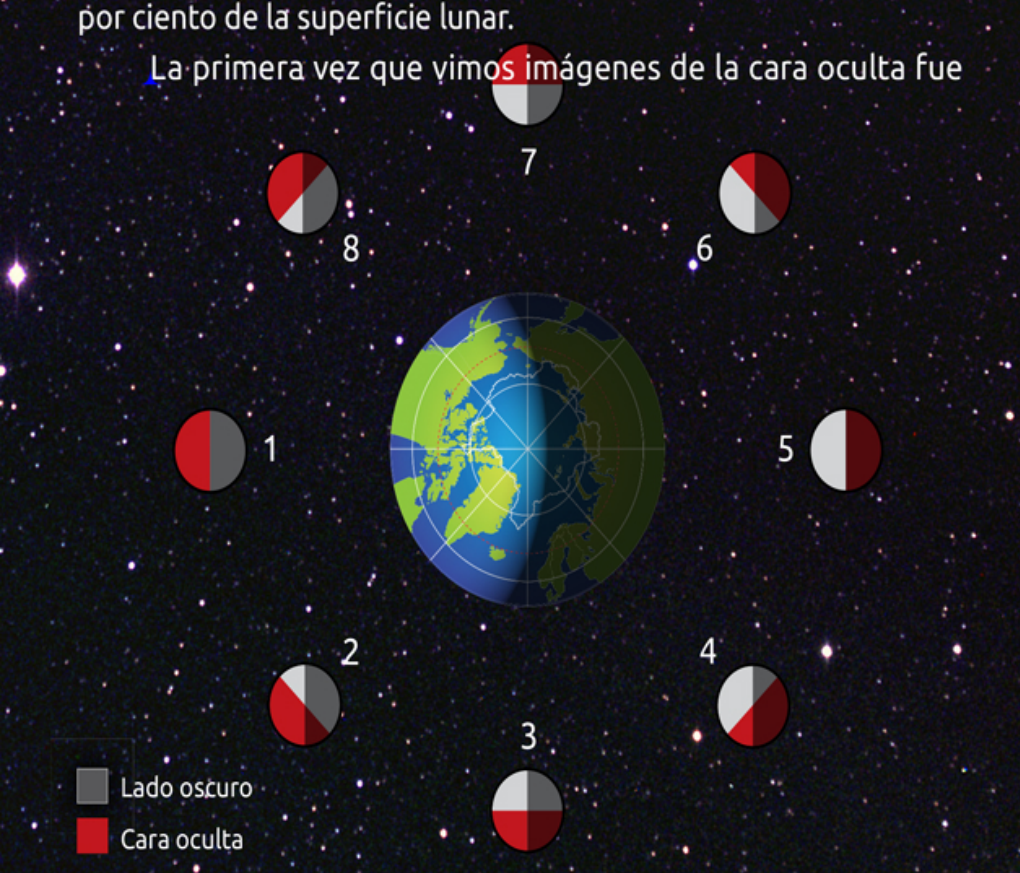 por ciento de la superficie lunar.
La primera vez que vimos imágenes de la cara oculta fue
7
8
6
1
5
2
4
3
Lado oscuro
Cara oculta